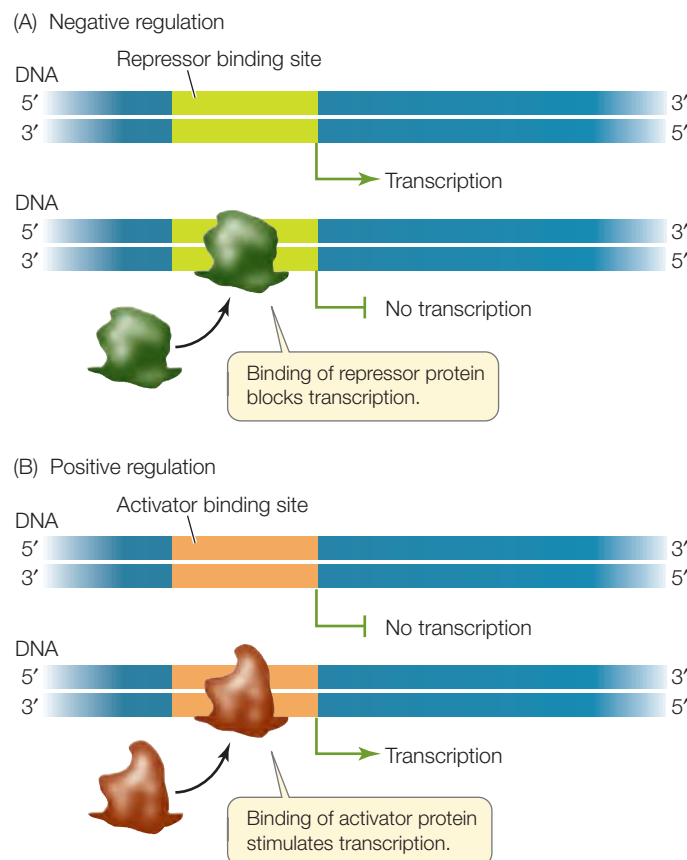 (A) Negative regulation
Repressor binding site
DNA
5′ 3′
3′ 5′
Transcription
DNA
5′ 3′
3′ 5′
No transcription
Binding of repressor protein
blocks transcription.
(B) Positive regulation
Activator binding site
DNA
5′ 3′
3′ 5′
No transcription
DNA
5′ 3′
3′ 5′
Transcription
Binding of activator protein
stimulates transcription.